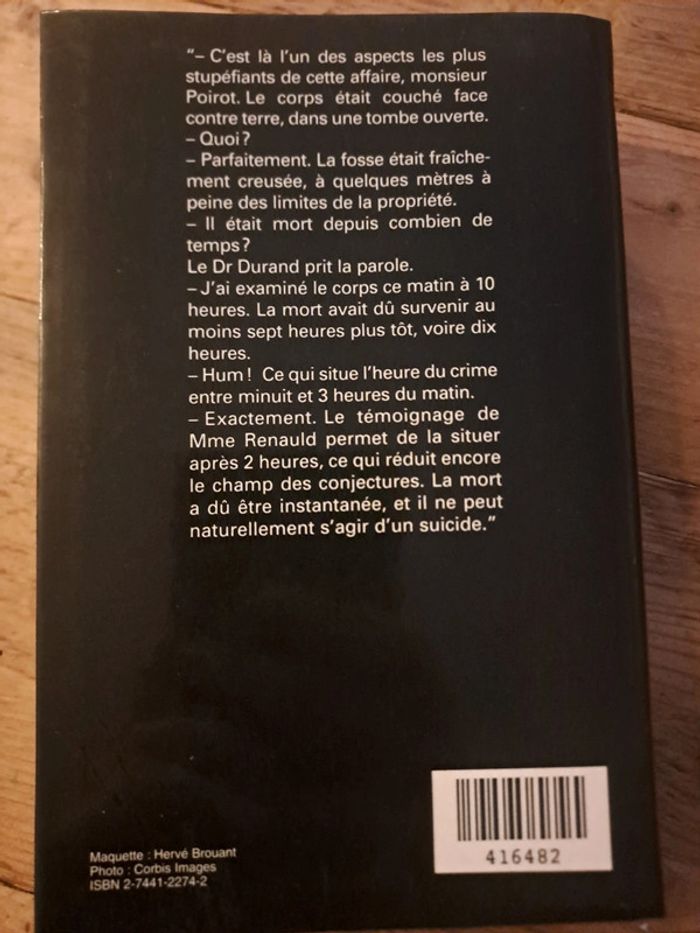 “– C’est là l’un des aspects les plus
stupéfiants de cette affaire, monsieur
Poirot. Le corps était couché face
contre terre, dans une tombe ouverte.
– Quoi ?
– Parfaitement. La fosse était fraîche-
ment creusée, à quelques mètres à
peine des limites de la propriété.
– Il était mort depuis combien de
temps ?
Le Dr Durand prit la parole.
– J’ai examiné le corps ce matin à 10
heures. La mort avait dû survenir au
moins sept heures plus tôt, voire dix
heures.
– Hum ! Ce qui situe l’heure du crime
entre minuit et 3 heures du matin.
– Exactement. Le témoignage de
Mme Renauld permet de la situer
après 2 heures, ce qui réduit encore
le champ des conjectures. La mort
a dû être instantanée, et il ne peut
naturellement s’agir d’un suicide.”
416482
Maquette : Hervé Brouant
Photo : Corbis Images
ISBN 2-7441-2274-2